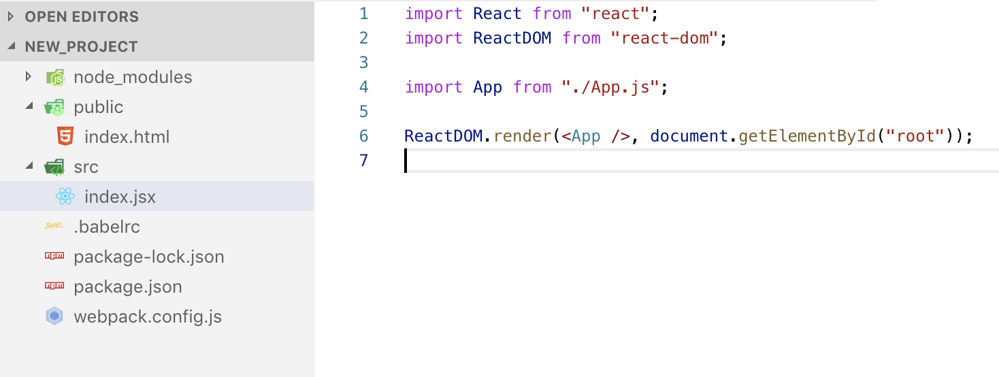 OPEN EDITORS
NEW_PROJECT
node_modules
public
index.html
src
index.jsx
.babelrc
package-lock.json
package.json
webpack.config.js
1 import React from "react";
2 import ReactDOM from "react-dom";
3
4 import App from "./App.js";
5
6 ReactDOM.render(<App />, document.getElementById("root"));
7